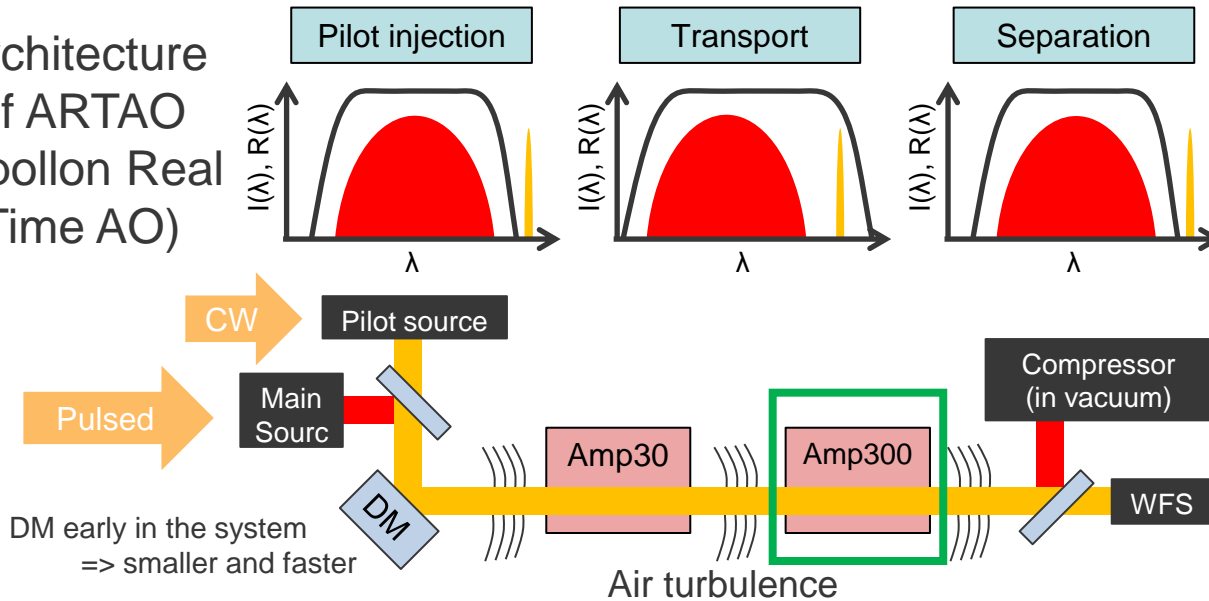 chitecture
f ARTAO
ollon Real
Time AO)
Pilot injection
Transport
Separation
I(λ), R(λ)
λ
I(λ), R(λ)
λ
I(λ), R(λ)
λ
CW
Pilot source
Pulsed
Main
Sourc
DM
Amp30
Amp300
Compressor
(in vacuum)
WFS
DM early in the system
=> smaller and faster
Air turbulence